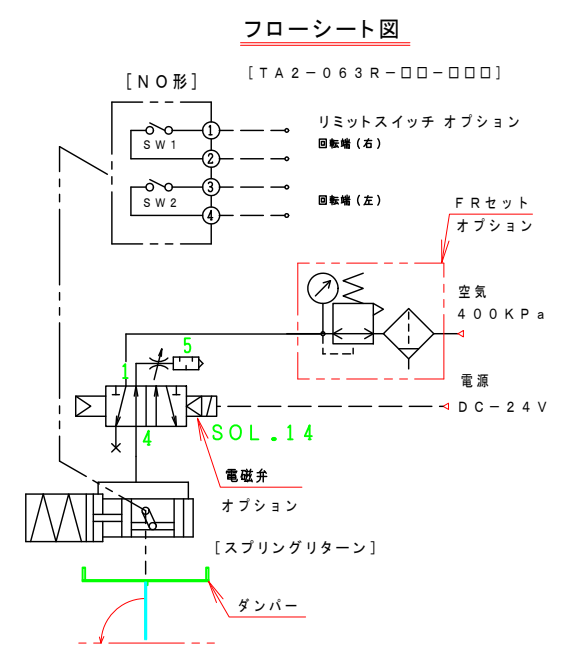 フローシート図
[TA2-063R-□□-□□□]
[NO形]
リミットスイッチ オプション
SW1
1
回転端(右)
2
SW2
3
回転端(左)
4
FRセット
オプション
空気
400KPa
5
1
電源
DC-24V
4
SOL.14
電磁弁
オプション
[スプリングリターン]
ダンパー